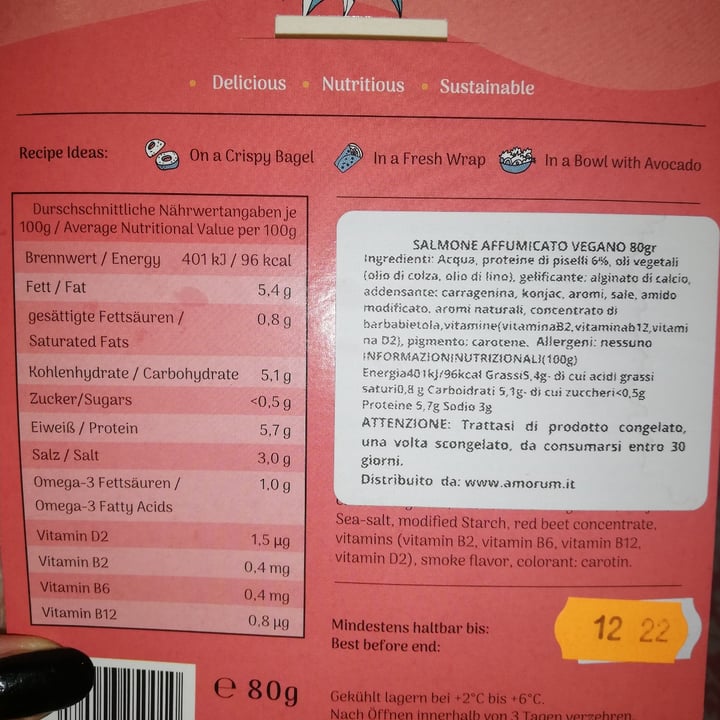 • Delicious • Nutritious • Sustainable
Recipe Ideas: On a Crispy Bagel In a Fresh Wrap In a Bowl with Avocado
Durschschnittliche Nährwertangaben je
100g / Average Nutritional Value per 100g
Brennwert / Energy 401 kJ / 96 kcal
Fett / Fat 5,4 g
gesättigte Fettsäuren / 0,8 g
Saturated Fats
Kohlenhydrate / Carbohydrate 5,1 g
Zucker/Sugars <0,5 g
Eiweiß / Protein 5,7 g
Salz / Salt 3,0 g
Omega-3 Fettsäuren / 1,0 g
Omega-3 Fatty Acids
Vitamin D2 1,5 µg
Vitamin B2 0,4 mg
Vitamin B6 0,4 mg
Vitamin B12 0,8 µg
℮ 80g
SALMONE AFFUMICATO VEGANO 80gr
Ingredienti: Acqua, proteine di piselli 6%, oli vegetali
(olio di colza, olio di lino), gelificante: alginato di calcio,
addensante: carragenina, konjac, aromi, sale, amido
modificato, aromi naturali, concentrato di
barbabietola,vitamine(vitaminaB2,vitaminab12,vitami
na D2), pigmento: carotene. Allergeni: nessuno
INFORMAZIONINUTRIZIONALI(100g)
Energia401kJ/96kcal Grassi5,4g- di cui acidi grassi
saturi0,8 g Carboidrati 5,1g- di cui zuccheri<0,5g
Proteine 5,7g Sodio 3g
ATTENZIONE: Trattasi di prodotto congelato,
una volta scongelato, da consumarsi entro 30
giorni.
Distribuito da: www.amorum.it
Sea-salt, modified Starch, red beet concentrate,
vitamins (vitamin B2, vitamin B6, vitamin B12,
vitamin D2), smoke flavor, colorant: carotin.
Mindestens haltbar bis:
Best before end:
12 22
Gekühlt lagern bei +2°C bis +6°C.
Nach Öffnen innerhalb von 3 Tagen verzehren.